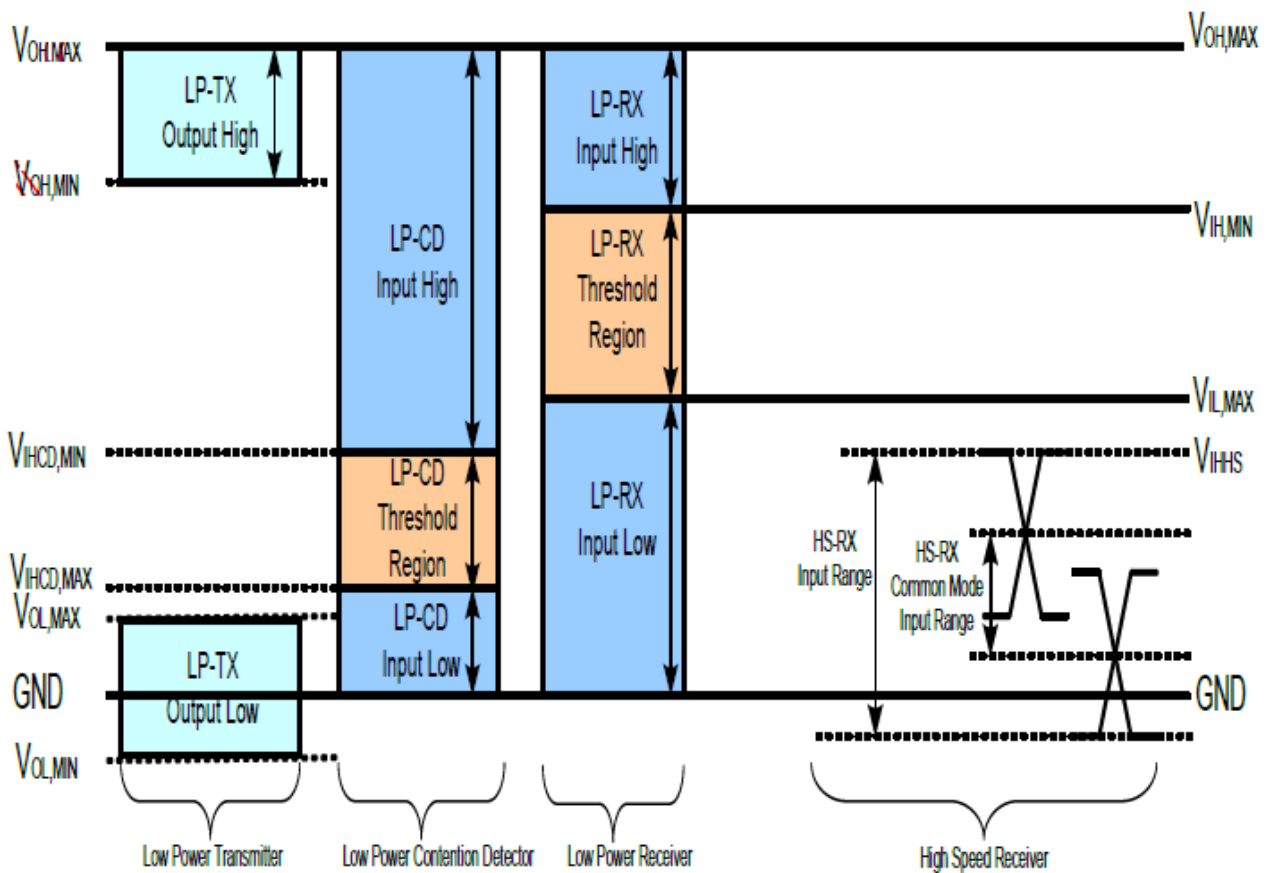 VOH,MAX
VOH,MAX
LP-TX
Output High
VOH,MIN
LP-CD
Input High
LP-RX
Input High
VIH,MIN
LP-RX
Threshold
Region
VIL,MAX
VIHCD,MIN
VIHHS
LP-CD
Threshold
Region
LP-RX
Input Low
HS-RX
Input Range
HS-RX
Common Mode
Input Range
VIHCD,MAX
VOL,MAX
LP-CD
Input Low
LP-TX
Output Low
GND
GND
VOL,MIN
Low Power Transmitter
Low Power Contention Detector
Low Power Receiver
High Speed Receiver